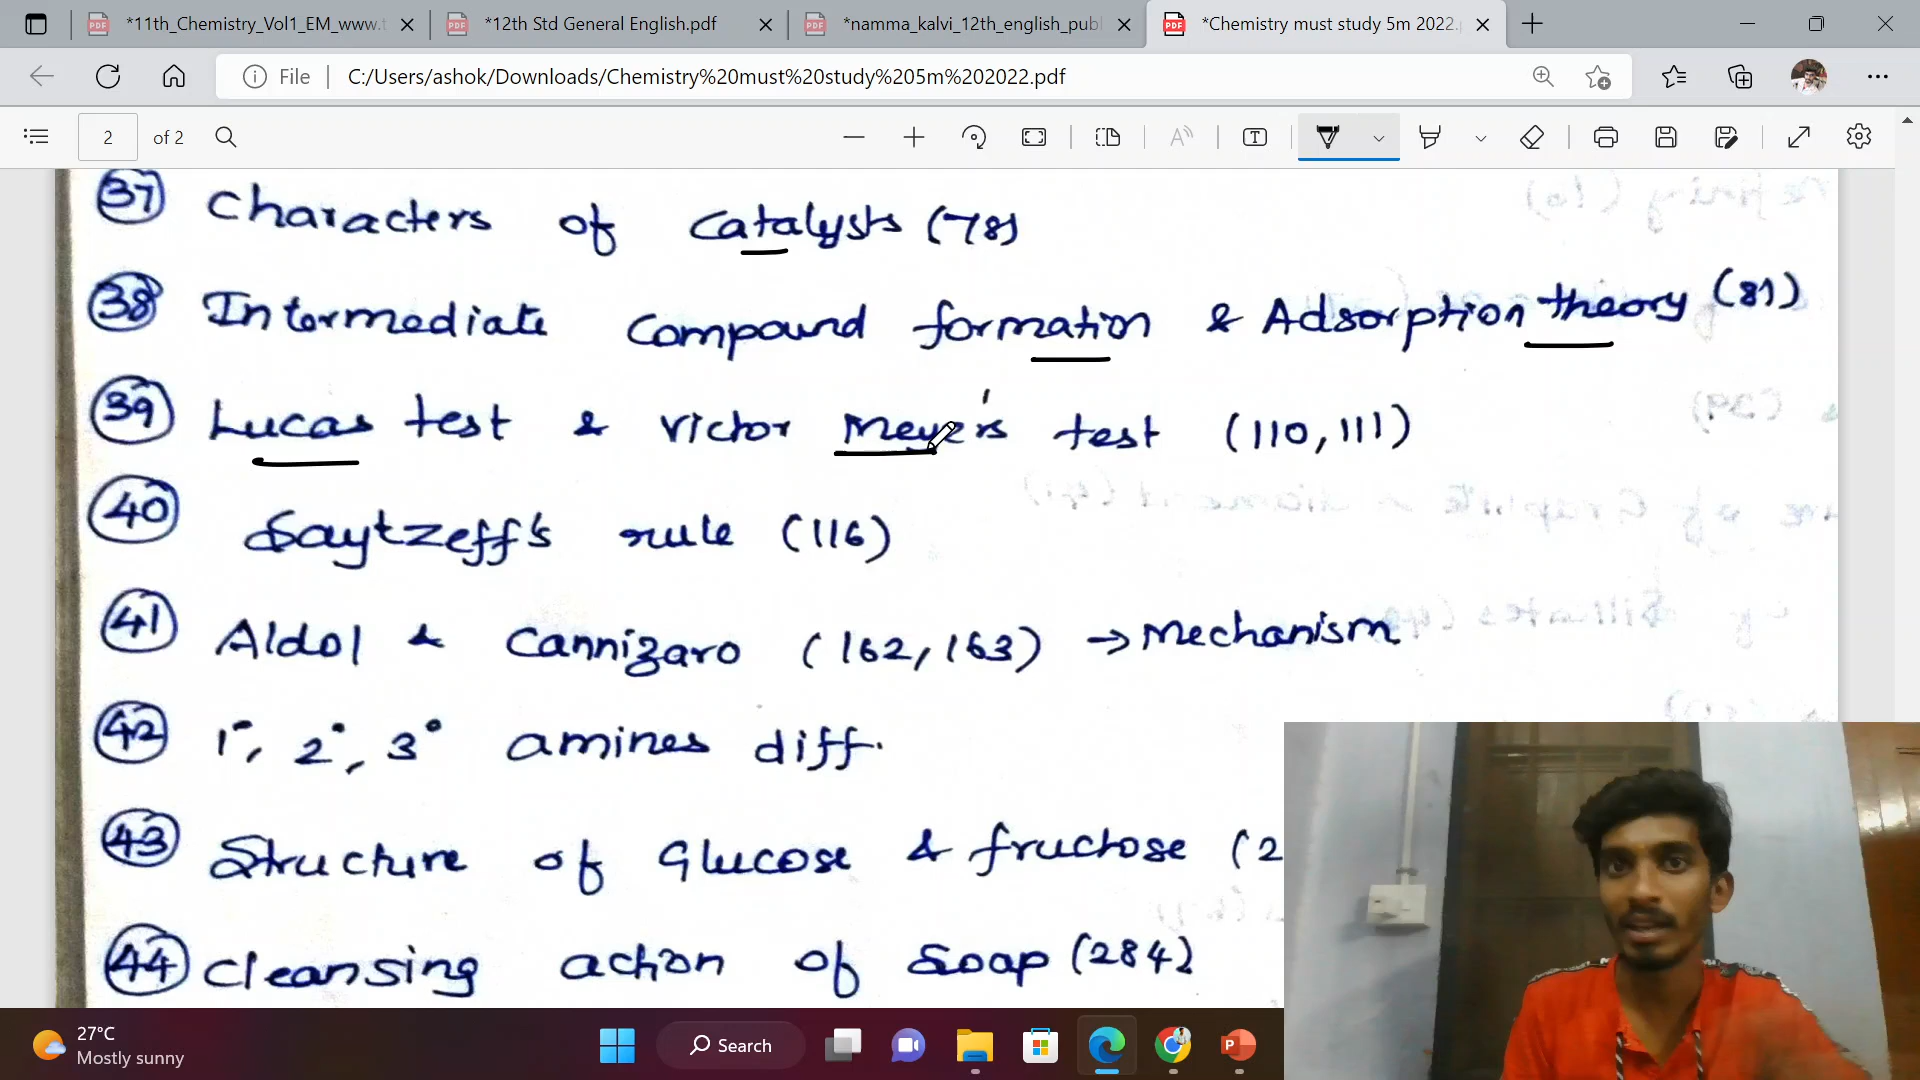 *11th_Chemistry_Vol1_EM_www.t
*12th Std General English.pdf
*namma_kalvi_12th_english_publ
*Chemistry must study 5m 2022.
File
C:/Users/ashok/Downloads/Chemistry%20must%20study%205m%202022.pdf
2 of 2
37 Characters of Catalysts (78)
38 Intermediate Compound formation & Adsorption theory (81)
39 Lucas test & Victor Meyer's test (110, 111)
40 Saytzeff's rule (116)
41 Aldol & Cannizaro (162, 163) → Mechanism
42 1°, 2°, 3° amines diff.
43 Structure of Glucose & fructose (2
44 Cleansing action of Soap (284)
27°C
Mostly sunny
Search